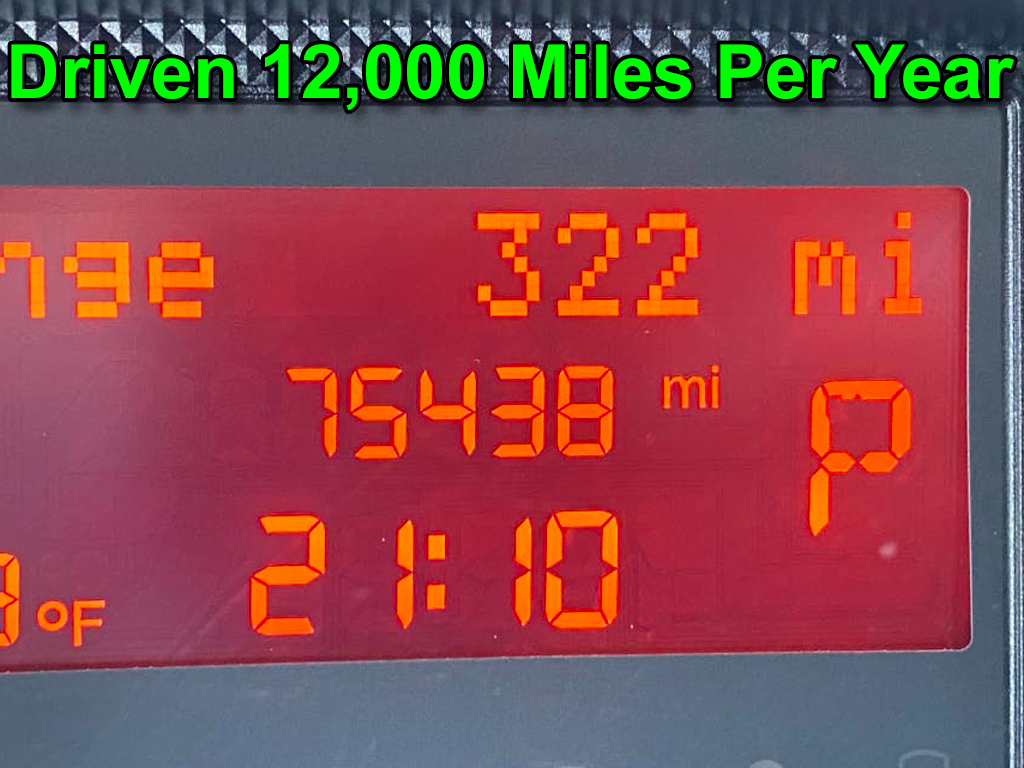 Driven 12,000 Miles Per Year
nge 322 mi
75438 mi
P
°F 21:10